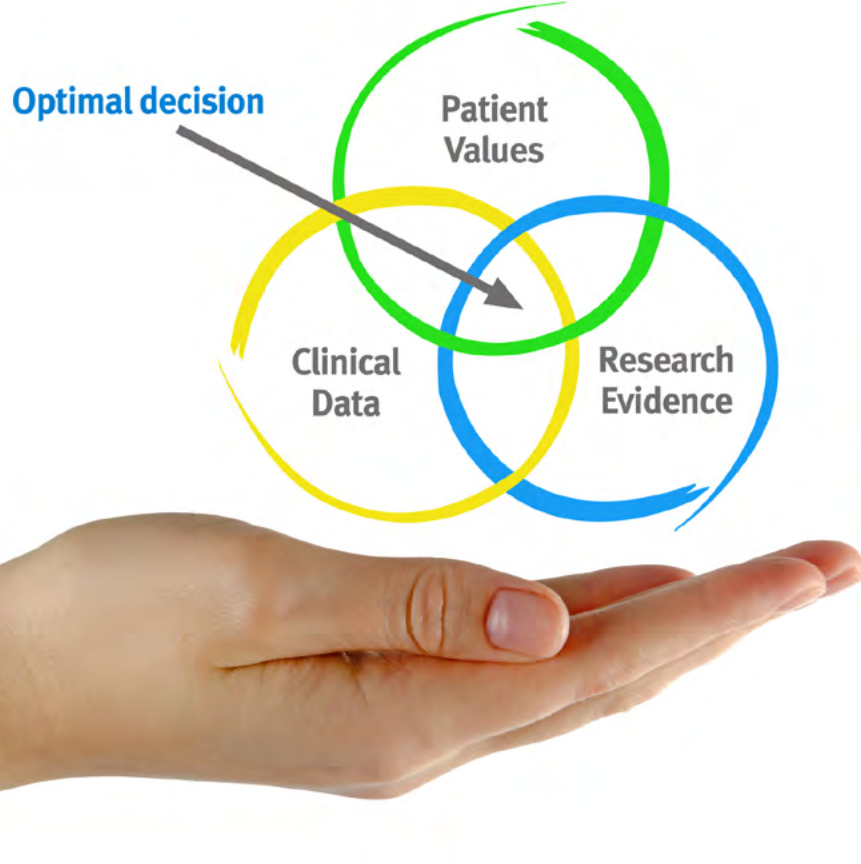 Optimal decision
Patient
Values
Clinical
Data
Research
Evidence